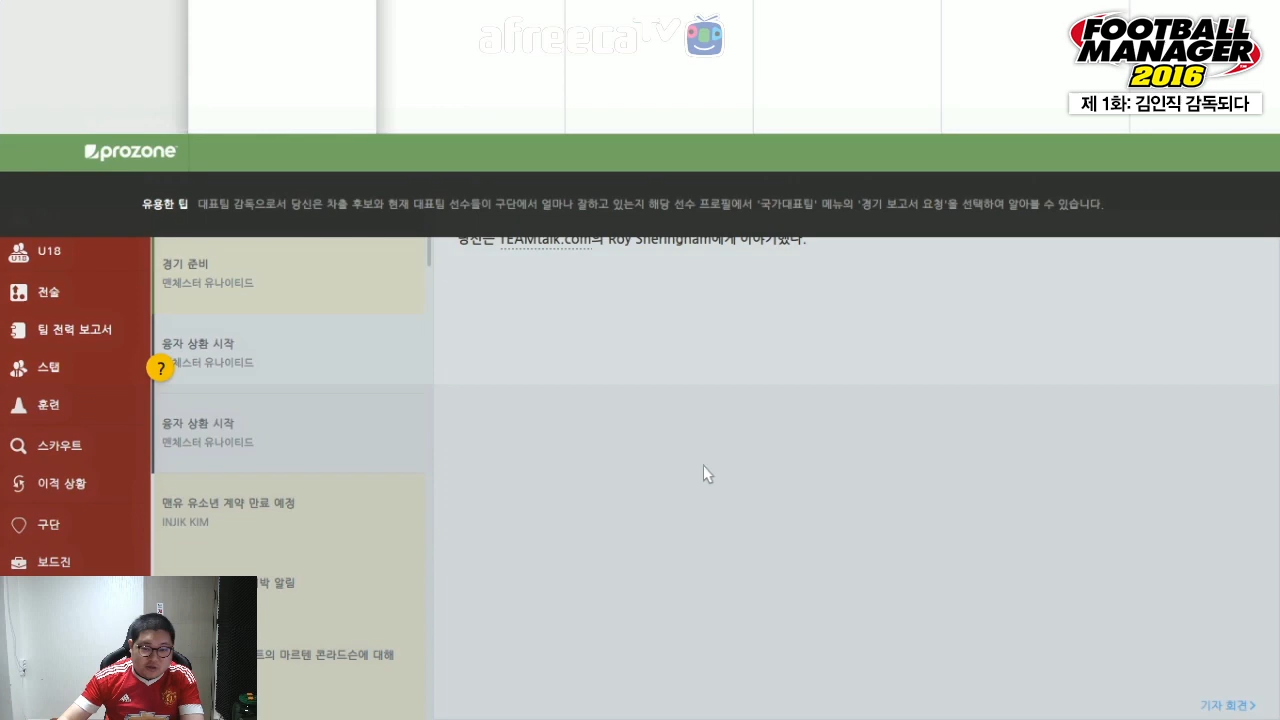 afreecaTV
FOOTBALL
MANAGER
2016
제 1화: 김인직 감독되다
prozone
유용한 팁 대표팀 감독으로서 당신은 차출 후보와 현재 대표팀 선수들이 구단에서 얼마나 잘하고 있는지 해당 선수 프로필에서 '국가대표팀' 메뉴의 '경기 보고서 요청'을 선택하여 알아볼 수 있습니다.
당신은 TEAMtalk.com의 Roy Sheringham에게 이야기했다.
U18
U18
전술
팀 전력 보고서
스탭
훈련
스카우트
이적 상황
구단
보드진
경기 준비
맨체스터 유나이티드
융자 상황 시작
?
체스터 유나이티드
융자 상황 시작
맨체스터 유나이티드
맨유 유소년 계약 만료 예정
INJIK KIM
박 알림
트의 마르텐 콘라드슨에 대해
기자 회견